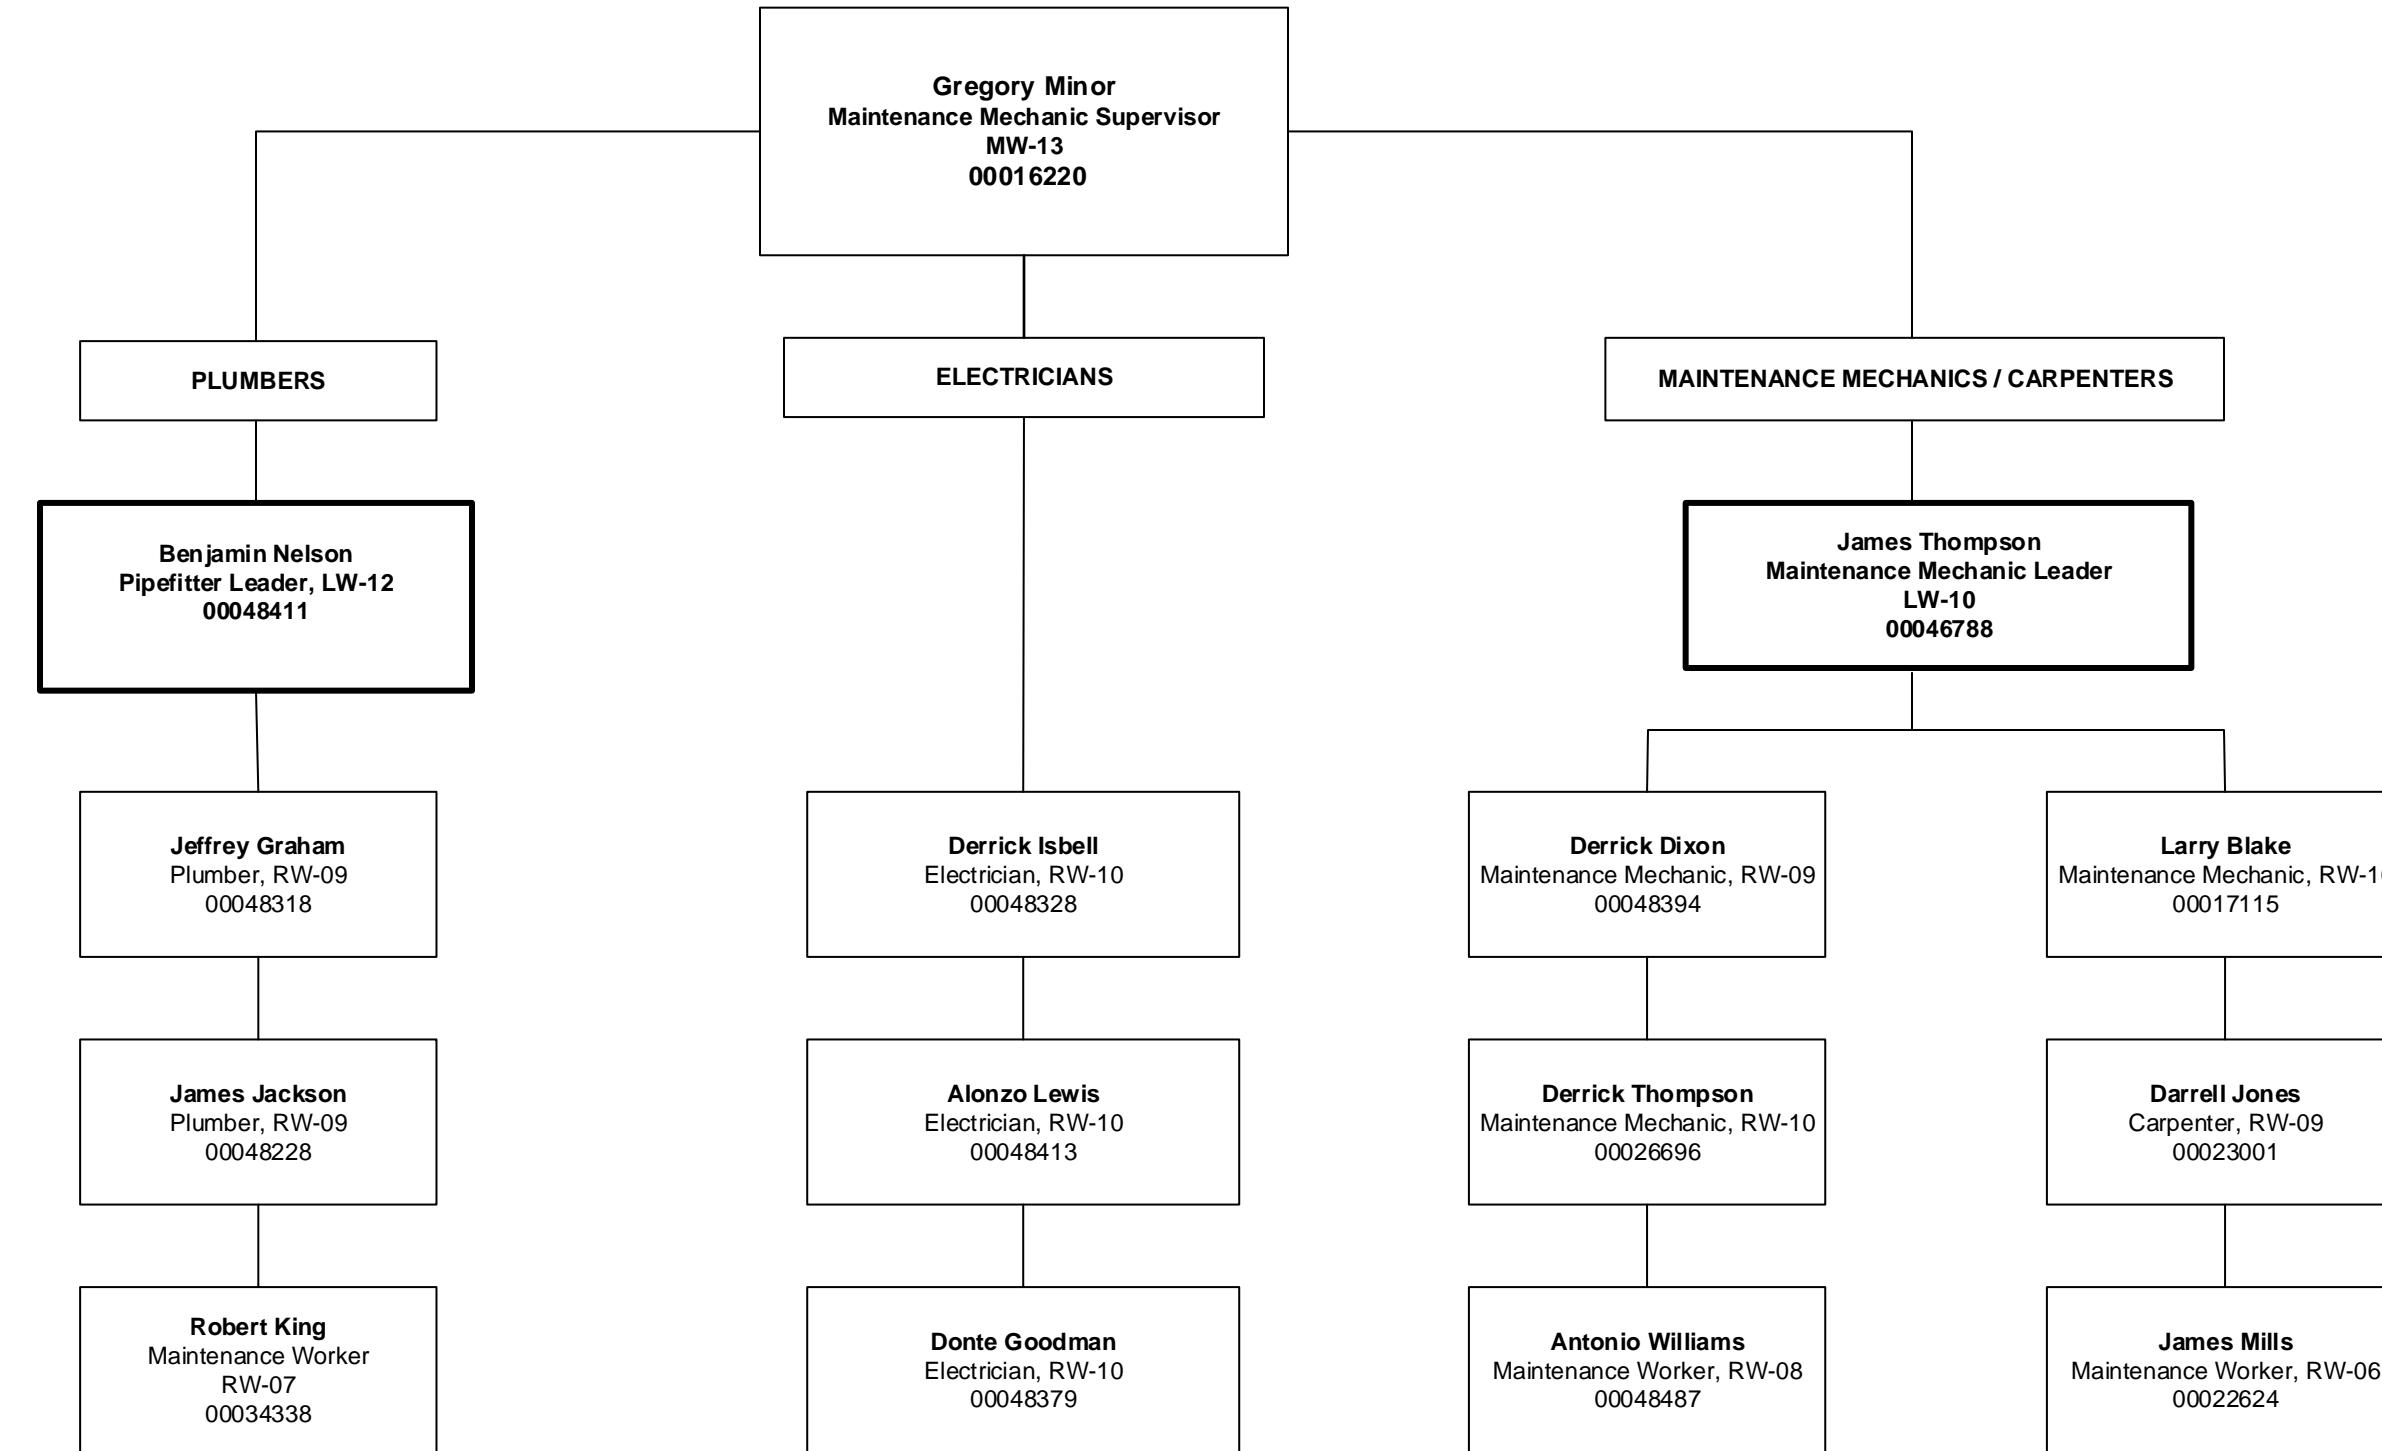 Gregory Minor
Maintenance Mechanic Supervisor
MW-13
00016220
PLUMBERS
ELECTRICIANS
MAINTENANCE MECHANICS / CARPENTERS
Benjamin Nelson
Pipefitter Leader, LW-12
00048411
James Thompson
Maintenance Mechanic Leader
LW-10
00046788
Jeffrey Graham
Plumber, RW-09
00048318
Derrick Isbell
Electrician, RW-10
00048328
Derrick Dixon
Maintenance Mechanic, RW-09
00048394
Larry Blake
Maintenance Mechanic,
00017115
James Jackson
Plumber, RW-09
00048228
Alonzo Lewis
Electrician, RW-10
00048413
Derrick Thompson
Maintenance Mechanic, RW-10
00026696
Darrell Jones
Carpenter, RW-09
00023001
Robert King
Maintenance Worker
RW-07
00034338
Donte Goodman
Electrician, RW-10
00048379
Antonio Williams
Maintenance Worker, RW-08
00048487
James Mills
Maintenance Worker, RW-06
00022624